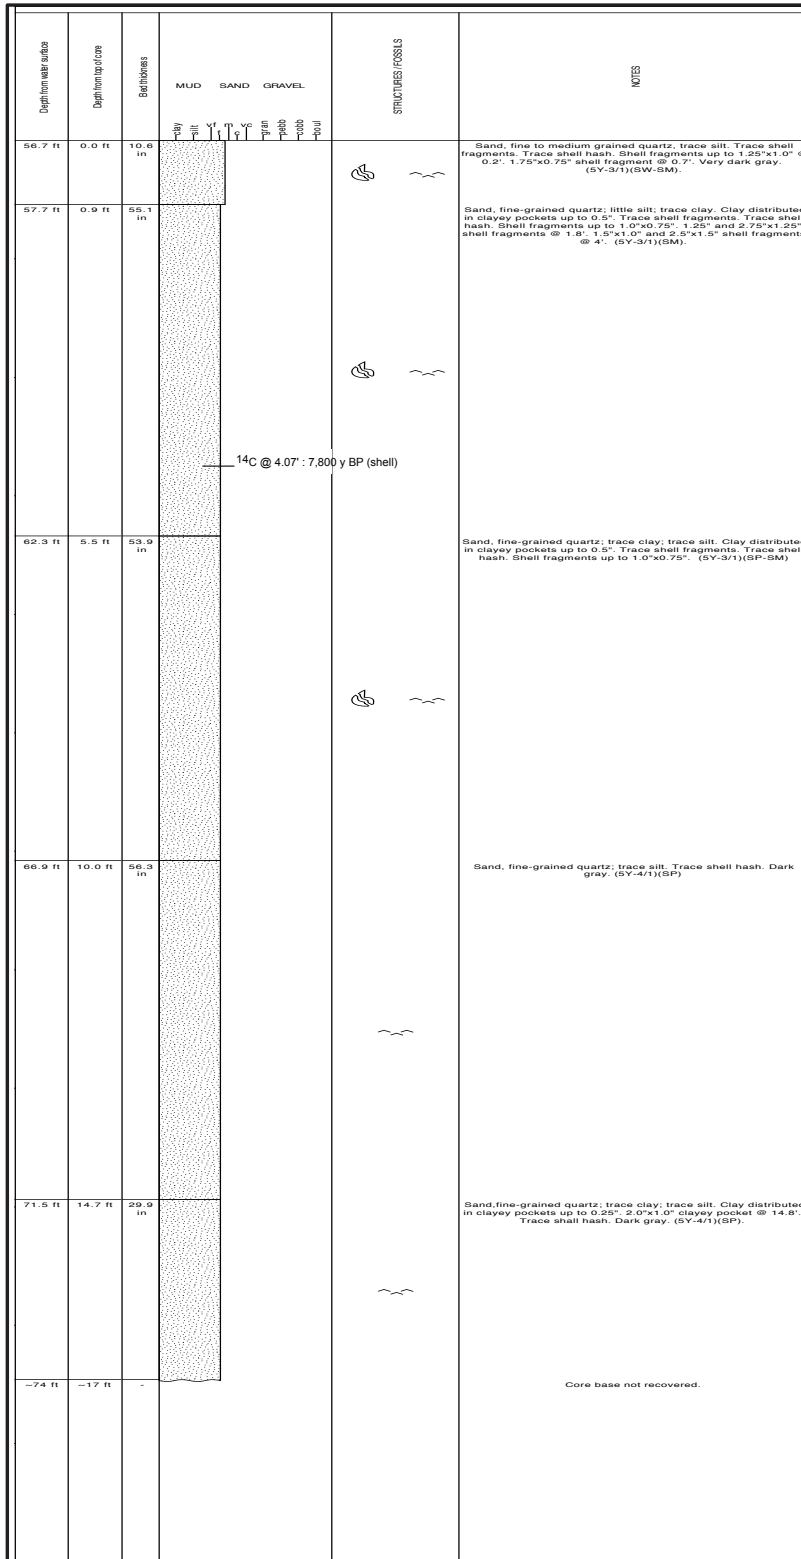 Depth from water surface
Depth from top of core
Bed thickness
MUD SAND GRAVEL
clay
silt
vf
f
m
c
vc
gran
pebb
cobb
boul
STRUCTURES / FOSSILS
NOTES
56.7 ft 0.0 ft 10.6
in
Sand, fine to medium grained quartz, trace silt. Trace shell
fragments. Trace shell hash. Shell fragments up to 1.25"x1.0" @
0.2'. 1.75"x0.75" shell fragment @ 0.7'. Very dark gray.
(5Y-3/1)(SW-SM).
57.7 ft 0.9 ft 55.1
in
Sand, fine-grained quartz; little silt; trace clay. Clay distributed
in clayey pockets up to 0.5". Trace shell fragments. Trace shell
hash. Shell fragments up to 1.0"x0.75". 1.25" and 2.75"x1.25"
shell fragments @ 1.8'. 1.5"x1.0" and 2.5"x1.5" shell fragments
@ 4'. (5Y-3/1)(SM).
14C @ 4.07' : 7,800 y BP (shell)
62.3 ft 5.5 ft 53.9
in
Sand, fine-grained quartz; trace clay; trace silt. Clay distributed
in clayey pockets up to 0.5". Trace shell fragments. Trace shell
hash. Shell fragments up to 1.0"x0.75". (5Y-3/1)(SP-SM)
66.9 ft 10.0 ft 56.3
in
Sand, fine-grained quartz; trace silt. Trace shell hash. Dark
gray. (5Y-4/1)(SP)
71.5 ft 14.7 ft 29.9
in
Sand,fine-grained quartz; trace clay; trace silt. Clay distributed
in clayey pockets up to 0.25". 2.0"x1.0" clayey pocket @ 14.8'.
Trace shall hash. Dark gray. (5Y-4/1)(SP).
~74 ft ~17 ft -
Core base not recovered.